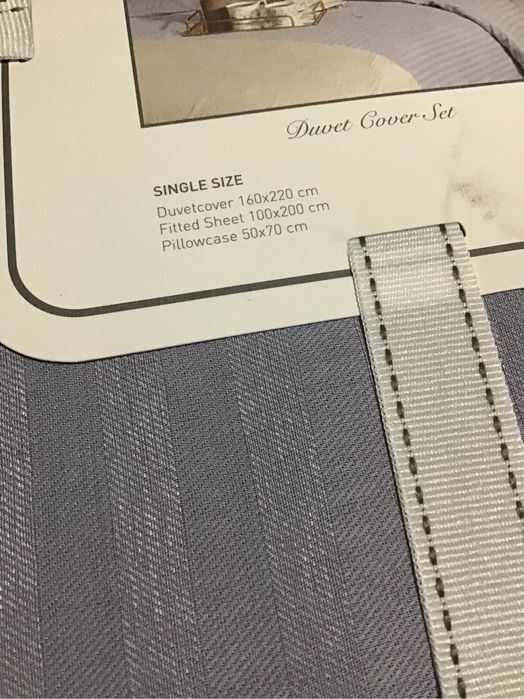 Duvet Cover Set
SINGLE SIZE
Duvetcover 160x220 cm
Fitted Sheet 100x200 cm
Pillowcase 50x70 cm